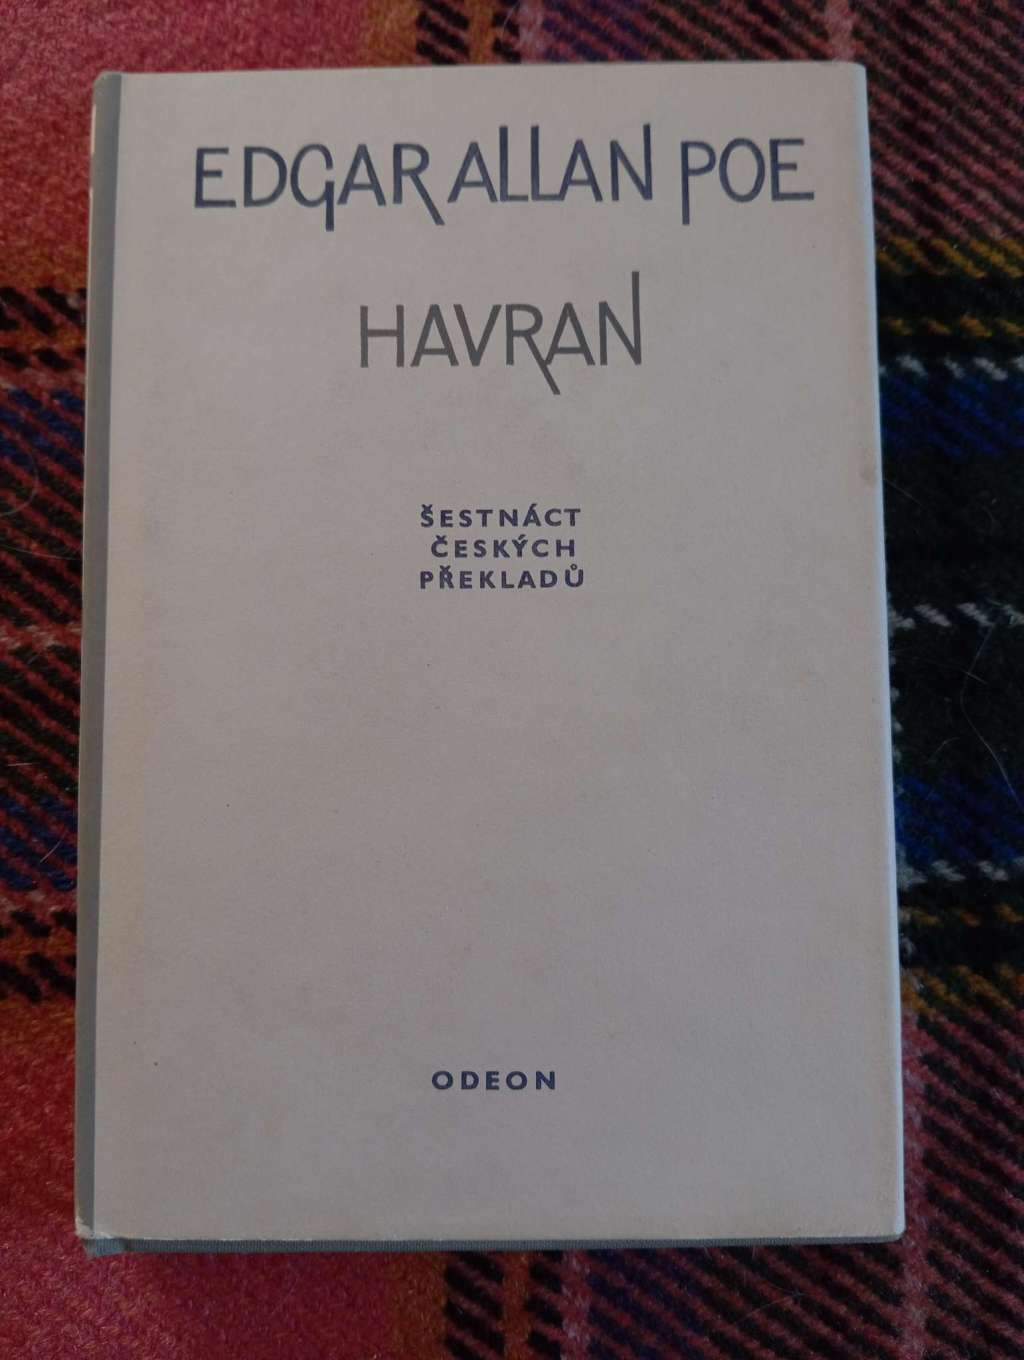 EDGAR ALLAN POE
HAVRAN
ŠESTNÁCT
ČESKÝCH
PŘEKLADŮ
ODEON